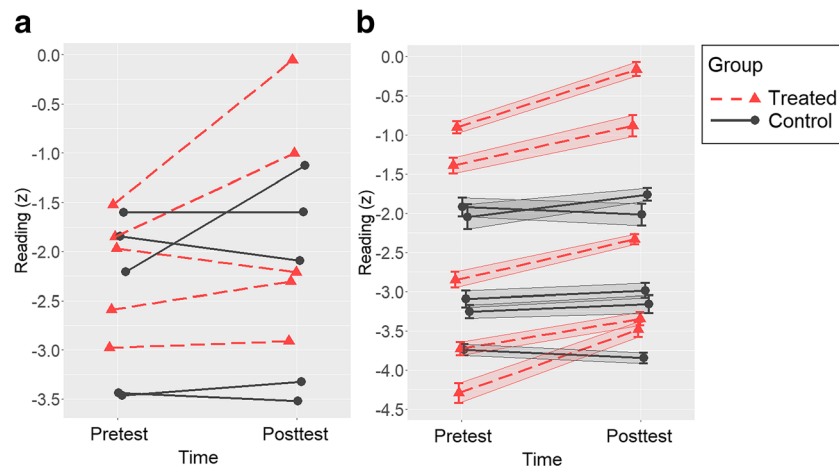 a
0.0
-0.5
-1.0
-1.5
-2.0
-2.5
-3.0
-3.5
Reading (z)
Pretest
Posttest
Time
b
0.0
-0.5
-1.0
-1.5
-2.0
-2.5
-3.0
-3.5
-4.0
-4.5
Reading (z)
Pretest
Posttest
Time
Group
Treated
Control